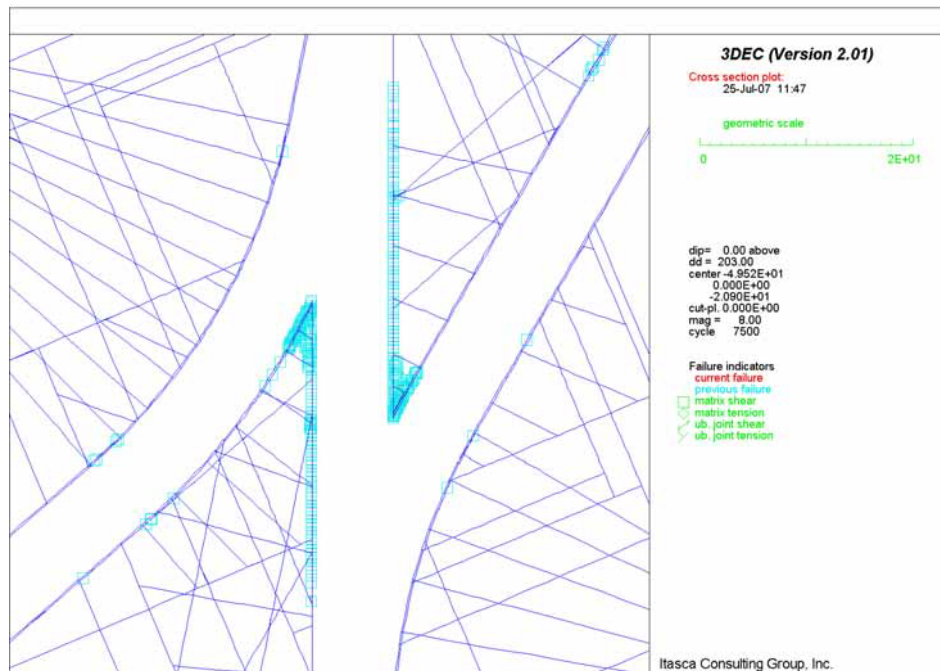 3DEC (Version 2.01)
Cross section plot:
25-Jul-07 11:47
geometric scale
0 2E+01
dip= 0.00 above
dd = 203.00
center -4.952E+01
0.000E+00
-2.090E+01
cut-pl. 0.000E+00
mag = 8.00
cycle 7500
Failure indicators
current failure
previous failure
matrix shear
matrix tension
ub. joint shear
ub. joint tension
Itasca Consulting Group, Inc.